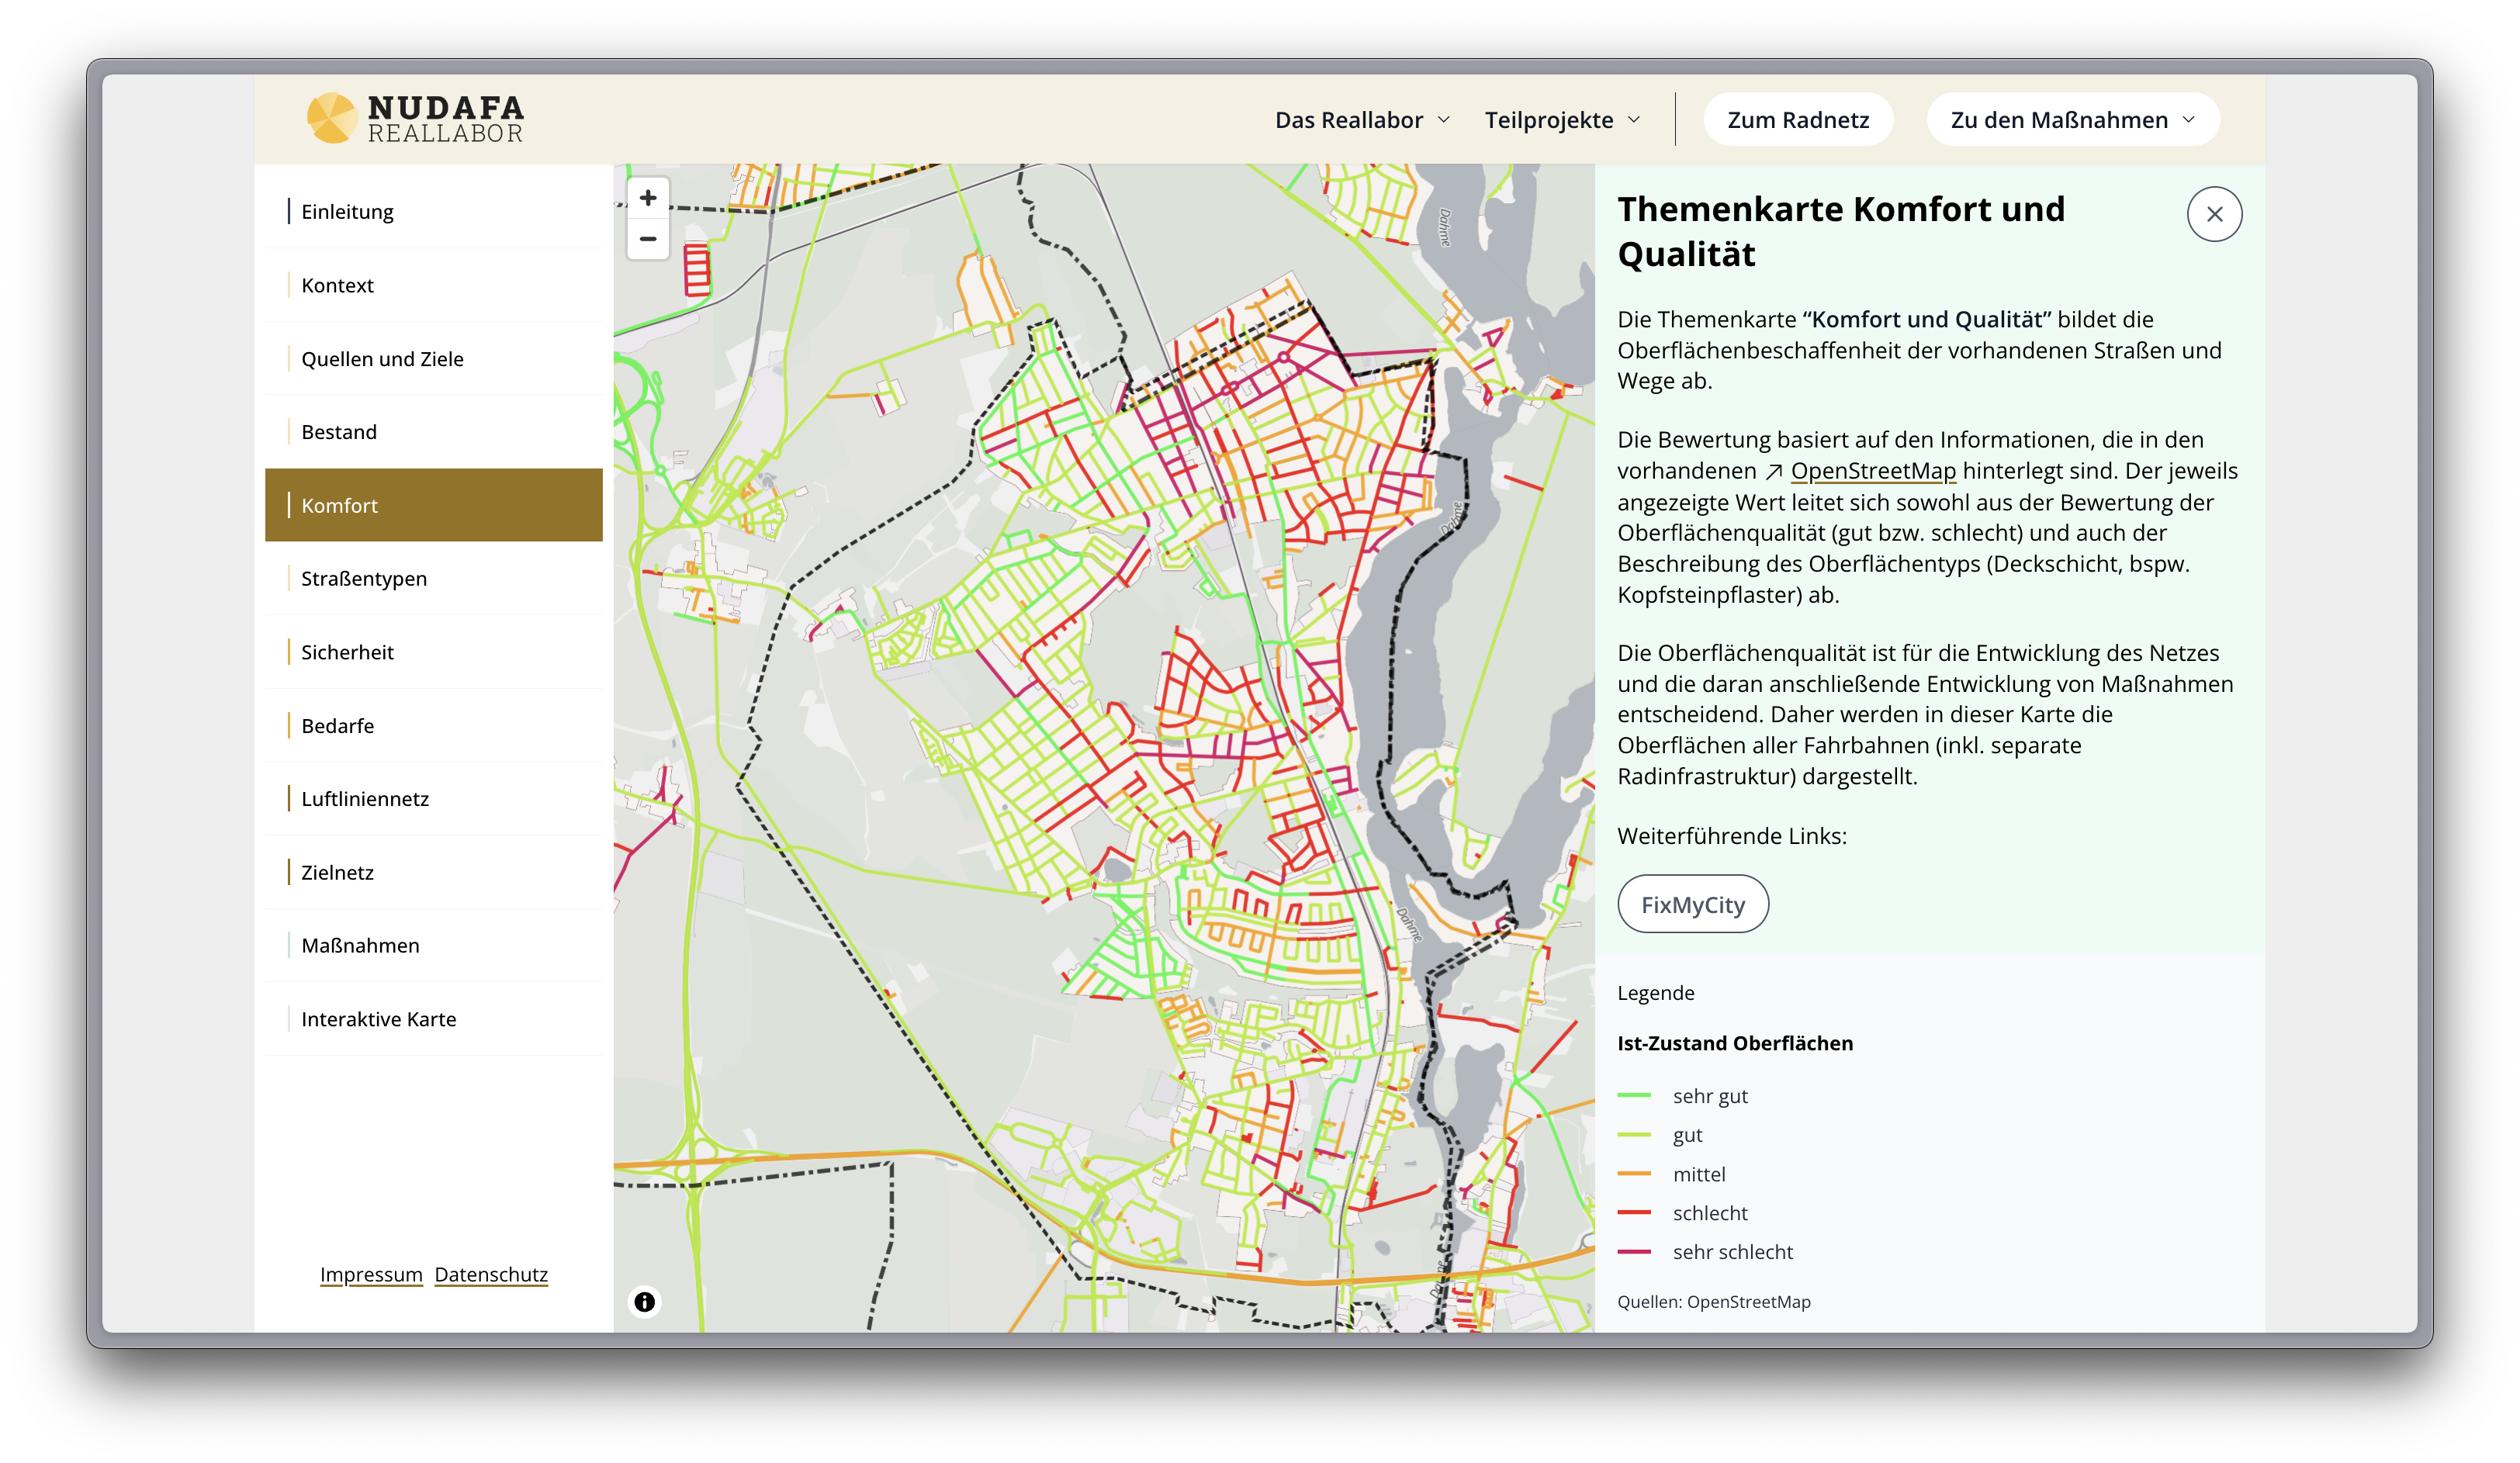 NUDAFA
REALLABOR
Das Reallabor
Teilprojekte
Zum Radnetz
Zu den Maßnahmen
Einleitung
Kontext
Quellen und Ziele
Bestand
Komfort
Straßentypen
Sicherheit
Bedarfe
Luftliniennetz
Zielnetz
Maßnahmen
Interaktive Karte
Impressum Datenschutz
+
−
Dahme
Dahme
Dahme
Dahme
Themenkarte Komfort und
Qualität
Die Themenkarte “Komfort und Qualität” bildet die
Oberflächenbeschaffenheit der vorhandenen Straßen und
Wege ab.
Die Bewertung basiert auf den Informationen, die in den
vorhandenen ↗ OpenStreetMap hinterlegt sind. Der jeweils
angezeigte Wert leitet sich sowohl aus der Bewertung der
Oberflächenqualität (gut bzw. schlecht) und auch der
Beschreibung des Oberflächentyps (Deckschicht, bspw.
Kopfsteinpflaster) ab.
Die Oberflächenqualität ist für die Entwicklung des Netzes
und die daran anschließende Entwicklung von Maßnahmen
entscheidend. Daher werden in dieser Karte die
Oberflächen aller Fahrbahnen (inkl. separate
Radinfrastruktur) dargestellt.
Weiterführende Links:
FixMyCity
Legende
Ist-Zustand Oberflächen
sehr gut
gut
mittel
schlecht
sehr schlecht
Quellen: OpenStreetMap